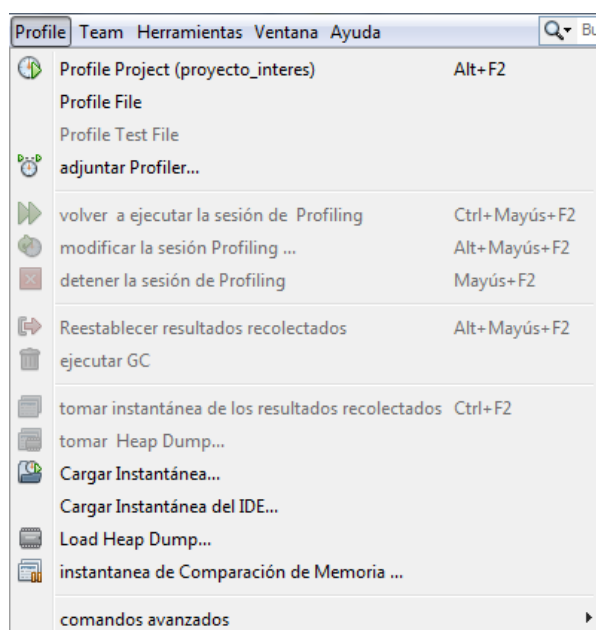 Profile Team Herramientas Ventana Ayuda
Profile Project (proyecto_interes) Alt+F2
Profile File
Profile Test File
adjuntar Profiler...
volver a ejecutar la sesión de Profiling Ctrl+Mayús+F2
modificar la sesión Profiling ... Alt+Mayús+F2
detener la sesión de Profiling Mayús+F2
Reestablecer resultados recolectados Alt+Mayús+F2
ejecutar GC
tomar instantánea de los resultados recolectados Ctrl+F2
tomar Heap Dump...
Cargar Instantánea...
Cargar Instantánea del IDE...
Load Heap Dump...
instantanea de Comparación de Memoria ...
comandos avanzados